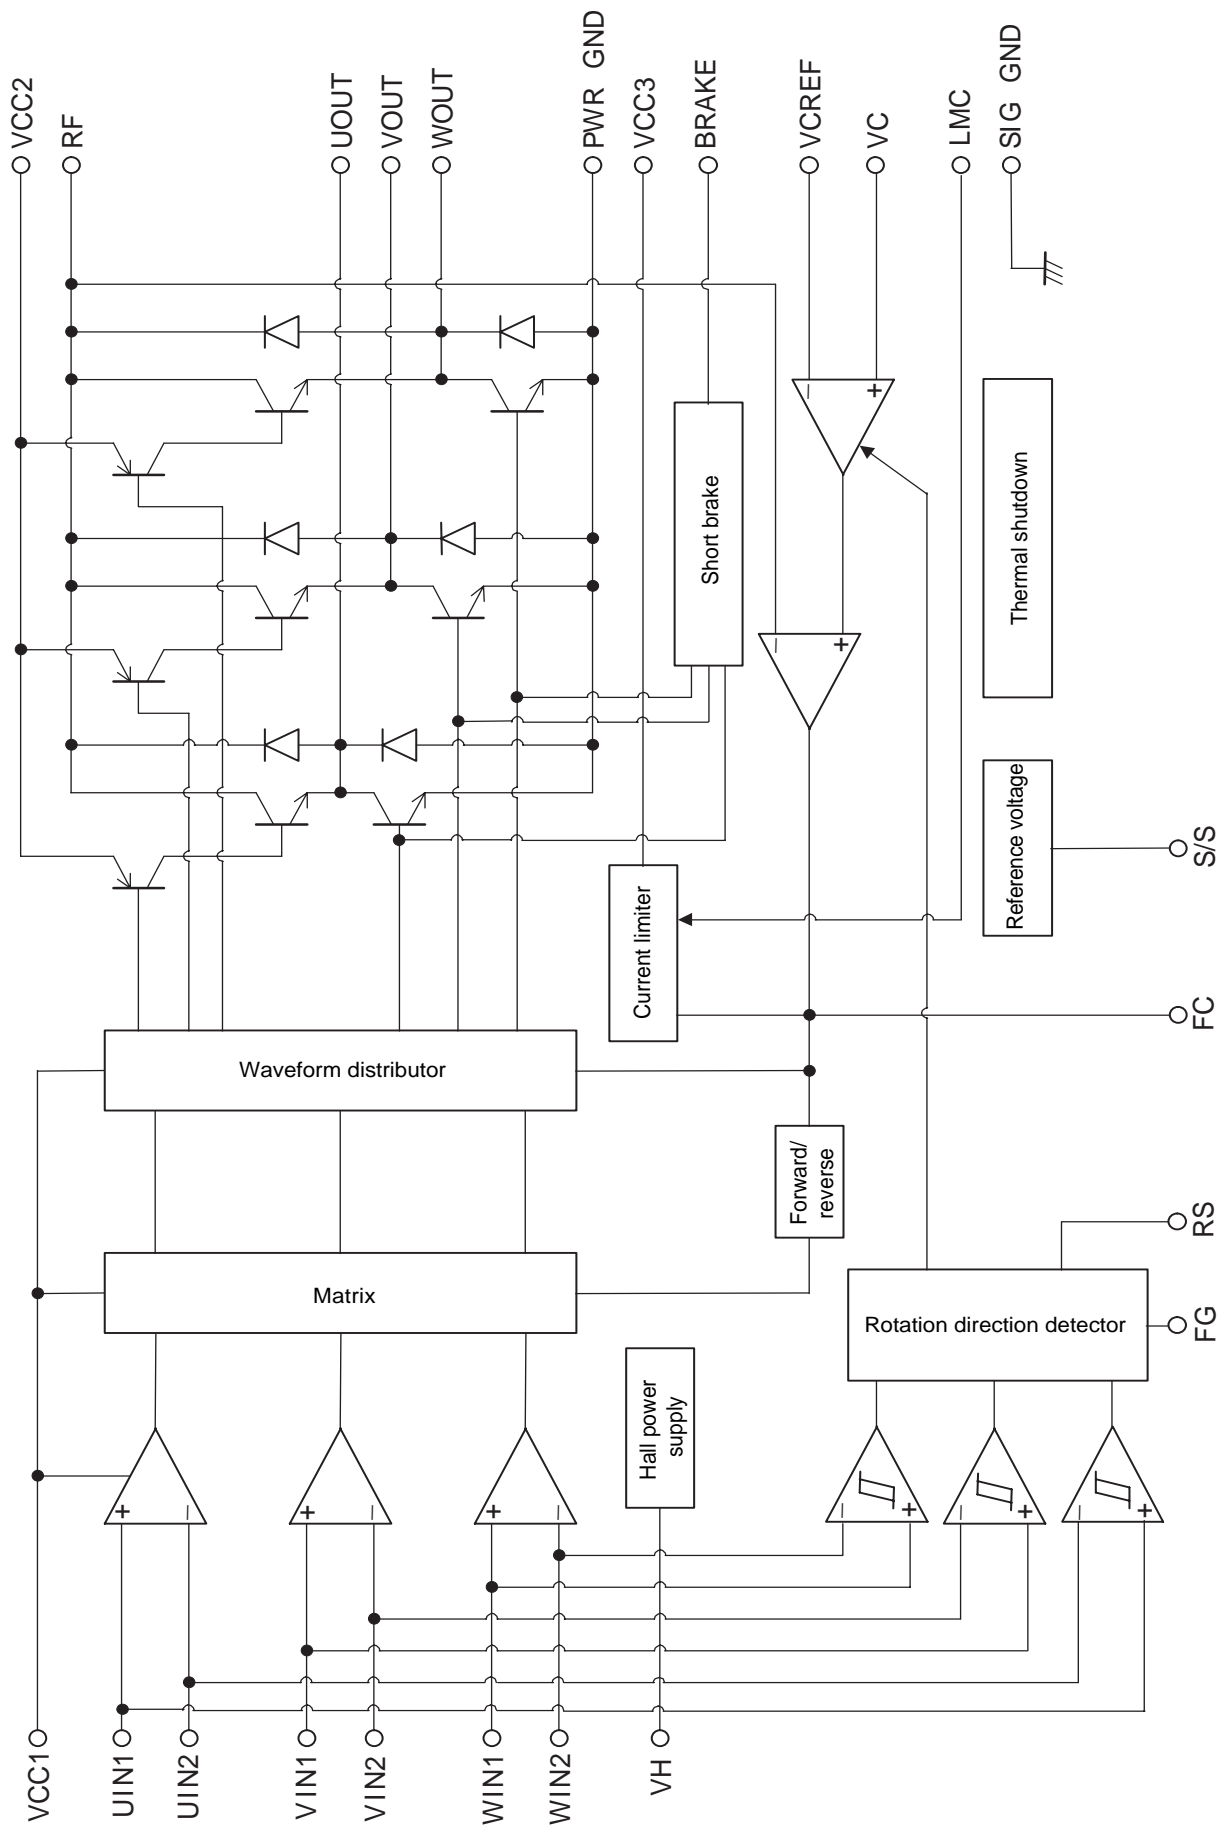 VCC2
RF
UOUT
VOUT
WOUT
PWR GND
VCC3
BRAKE
VCREF
VC
LMC
SIG GND
Short brake
Thermal shutdown
Current limiter
Reference voltage
S/S
FC
Waveform distributor
Forward/
reverse
RS
Matrix
Rotation direction detector
FG
Hall power
supply
+
−
+
−
+
−
−
+
−
+
−
+
−
+
−
+
VCC1
UIN1
UIN2
VIN1
VIN2
WIN1
WIN2
VH